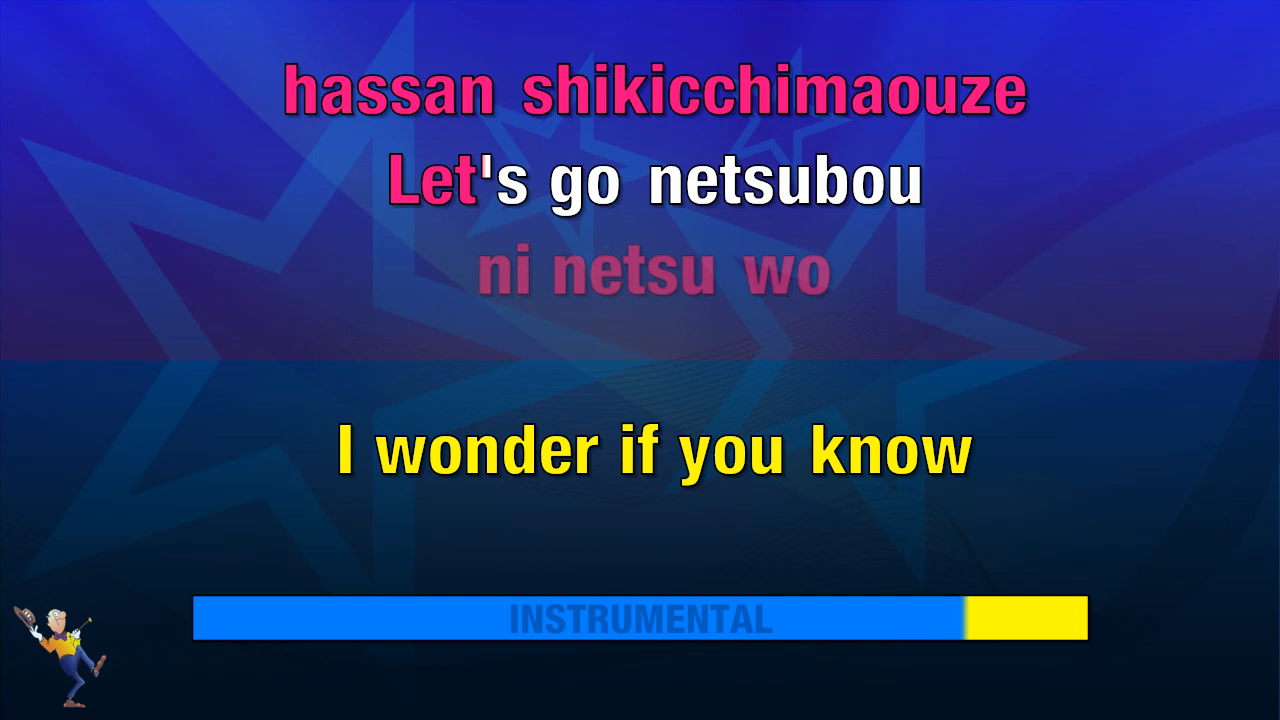 hassan shikicchimaouze
Let's go netsubou
ni netsu wo
I wonder if you know
INSTRUMENTAL